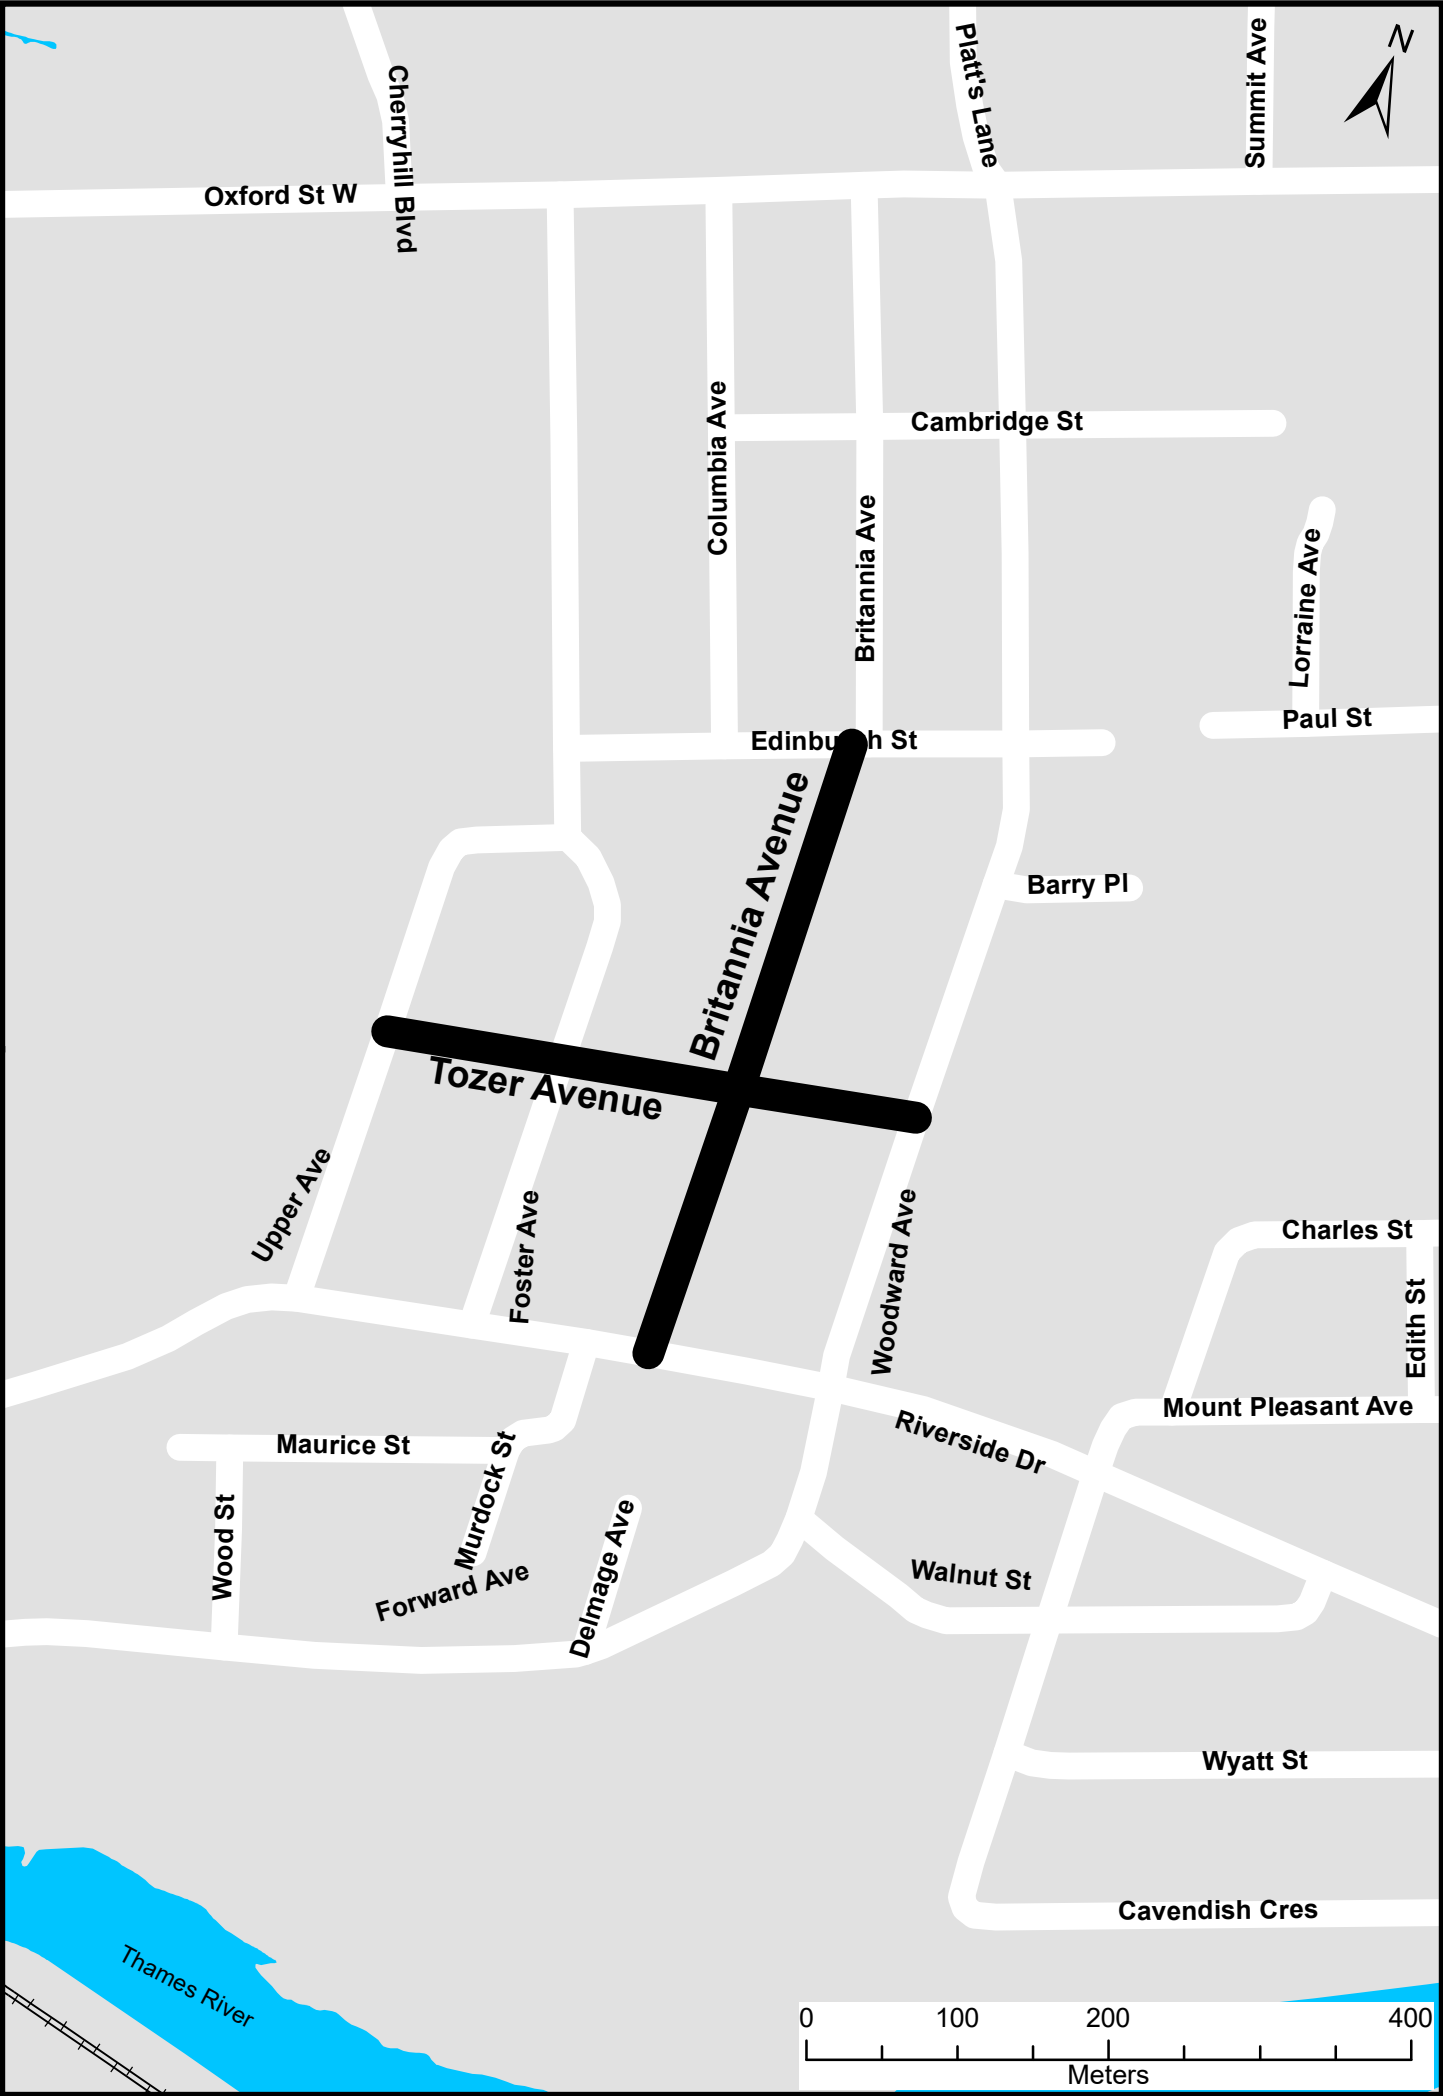 Cherryhill Blvd
Platt's Lane
Summit Ave
N
Oxford St W
Columbia Ave
Cambridge St
Britannia Ave
Lorraine Ave
Paul St
Edinbu h St
Britannia Avenue
Barry Pl
Tozer Avenue
Upper Ave
Foster Ave
Woodward Ave
Charles St
Edith St
Mount Pleasant Ave
Riverside Dr
Maurice St
Murdock St
Wood St
Delmage Ave
Forward Ave
Walnut St
Wyatt St
Cavendish Cres
Thames River
0 100 200 400
Meters